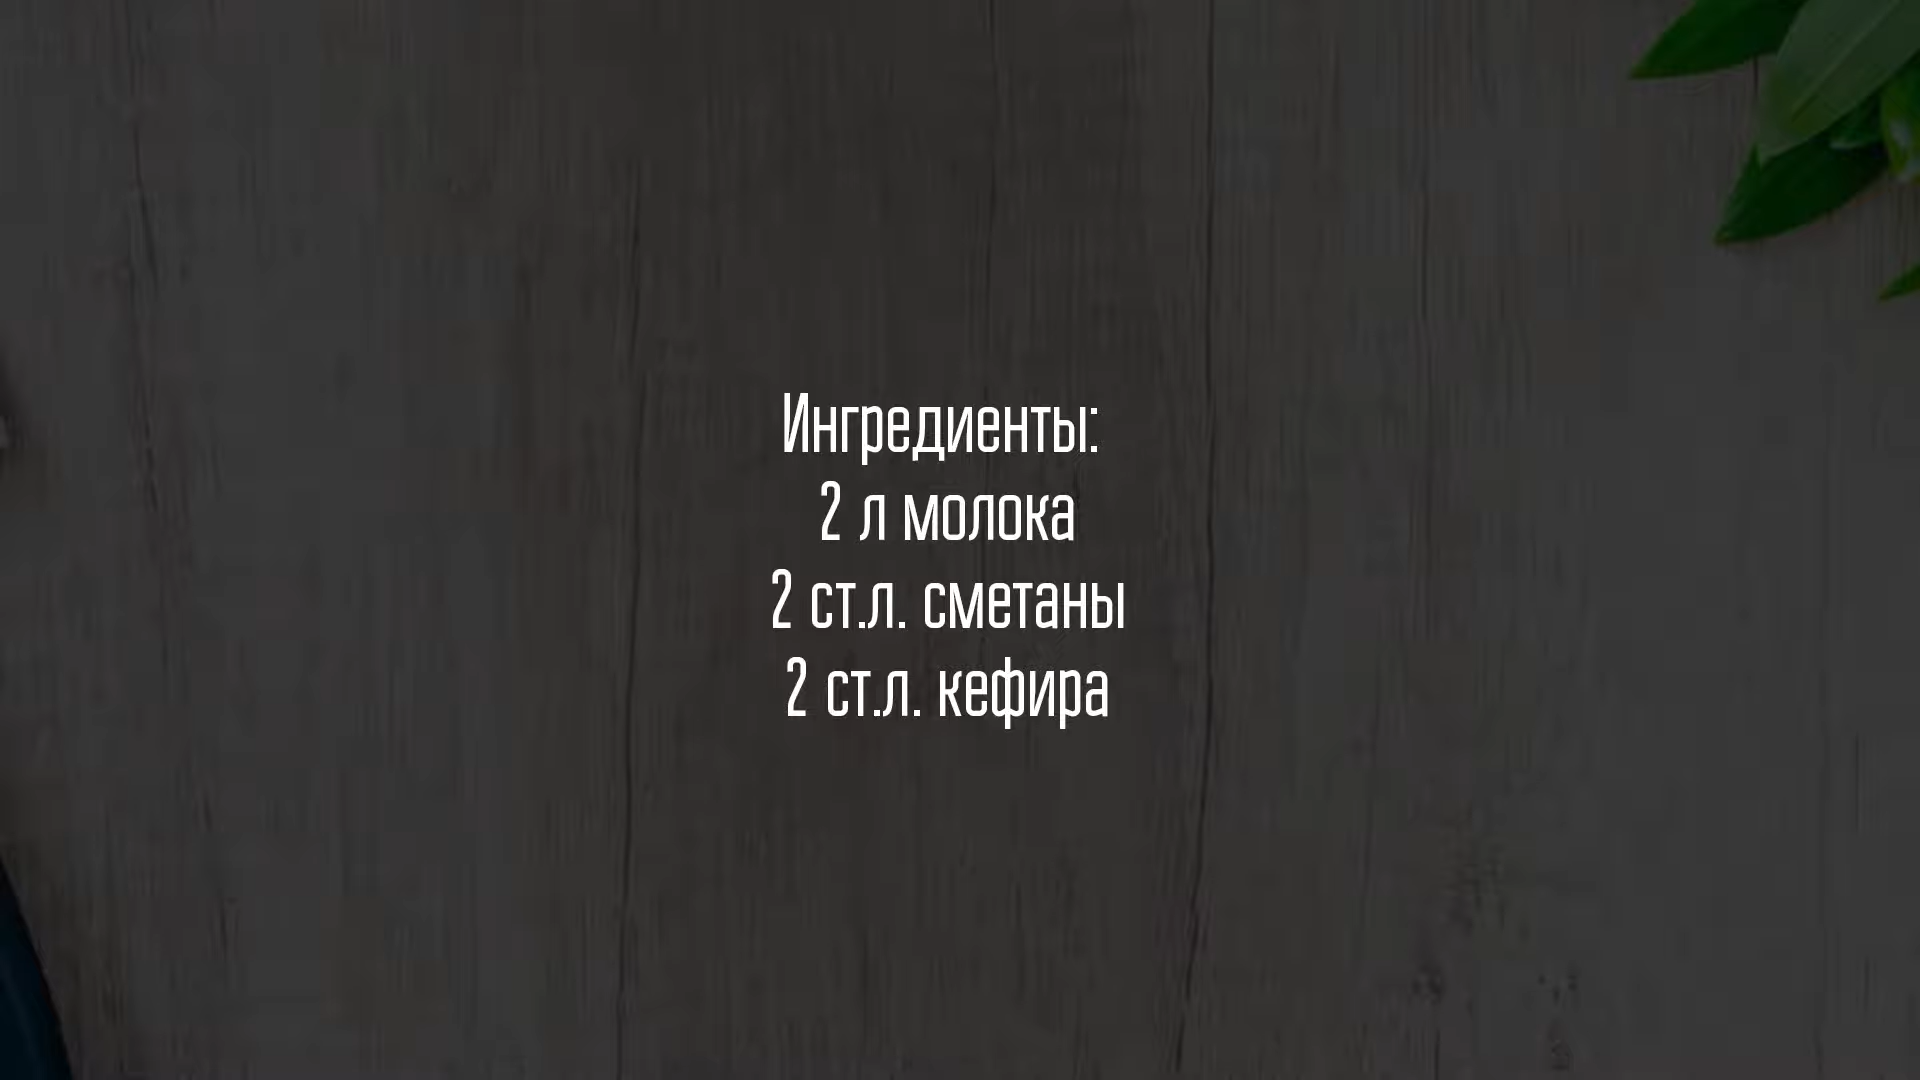 Ингредиенты:
2 л молока
2 ст.л. сметаны
2 ст.л. кефира